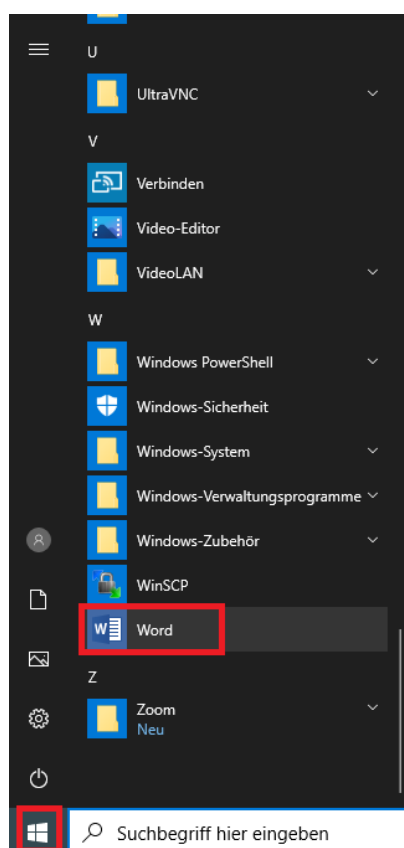 U
UltraVNC
V
Verbinden
Video-Editor
VideoLAN
W
Windows PowerShell
Windows-Sicherheit
Windows-System
Windows-Verwaltungsprogramme
Windows-Zubehör
WinSCP
W Word
Z
Zoom
Neu
Suchbegriff hier eingeben